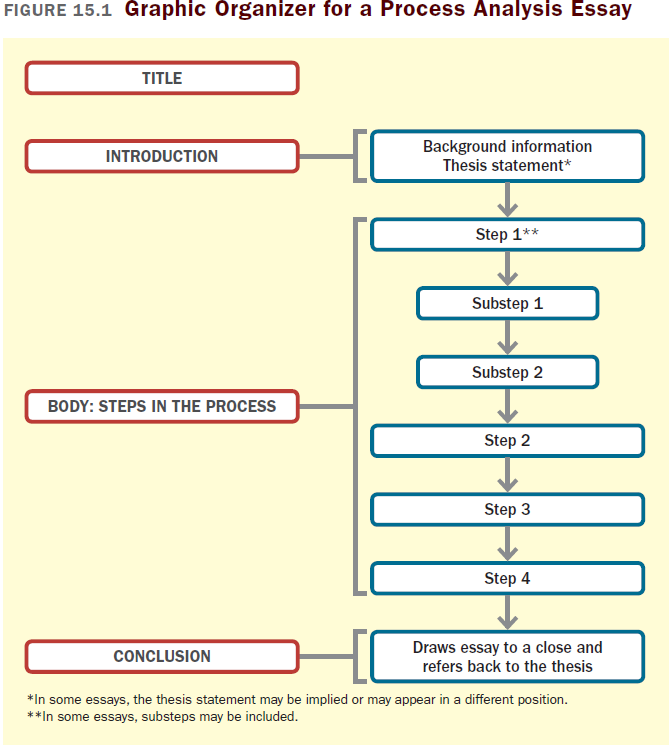 FIGURE 15.1 Graphic Organizer for a Process Analysis Essay
TITLE
INTRODUCTION
Background information
Thesis statement*
Step 1**
Substep 1
Substep 2
BODY: STEPS IN THE PROCESS
Step 2
Step 3
Step 4
CONCLUSION
Draws essay to a close and
refers back to the thesis
*In some essays, the thesis statement may be implied or may appear in a different position.
**In some essays, substeps may be included.